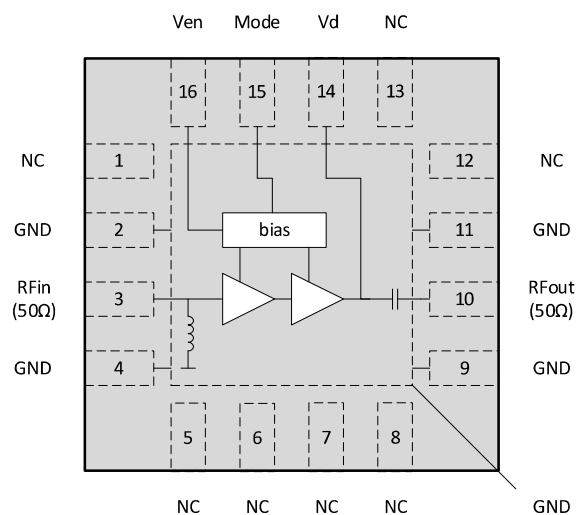 Ven Mode Vd NC
16 15 14 13
NC 1 12 NC
GND 2 bias 11 GND
RFin 3 10 RFout
(50Ω) (50Ω)
GND 4 9 GND
5 6 7 8
NC NC NC NC GND